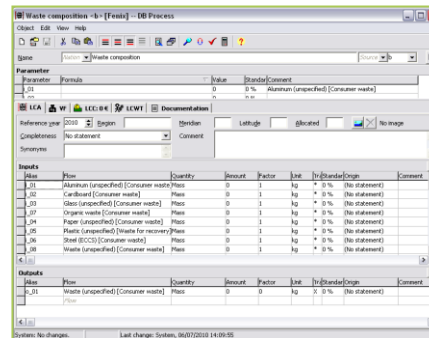 Waste composition <b> [Fenix] -- DB Process
Object Edit View Help
Name Nation Waste composition Source b
Parameter
Parameter Formula Value Standar Comment
i_01 0 0 % Aluminum (unspecified) [Consumer waste]
LCA LCC: 0 € LCWT Documentation
Reference year 2010 Region Meridian Latitude Allocated No image
Completeness No statement Comment
Synonyms
Inputs
Alias Flow Quantity Amount Factor Unit Tra Standar Origin Comment
i_01 Aluminum (unspecified) [Consumer waste] Mass 0 1 kg * 0 % (No statement)
i_02 Cardboard [Consumer waste] Mass 0 1 kg * 0 % (No statement)
i_03 Glass (unspecified) [Consumer waste] Mass 0 1 kg * 0 % (No statement)
i_07 Organic waste [Consumer waste] Mass 0 1 kg * 0 % (No statement)
i_04 Paper (unspecified) [Consumer waste] Mass 0 1 kg * 0 % (No statement)
i_05 Plastic (unspecified) [Waste for recovery] Mass 0 1 kg * 0 % (No statement)
i_06 Steel (ECCS) [Consumer waste] Mass 0 1 kg * 0 % (No statement)
i_08 Waste (unspecified) [Consumer waste] Mass 0 1 kg * 0 % (No statement)
Outputs
Alias Flow Quantity Amount Factor Unit Tra Standar Origin Comment
o_01 Waste (unspecified) [Consumer waste] Mass 0 0 kg X 0 % (No statement)
Flow
System: No changes. Last change: System, 06/07/2010 14:09:55